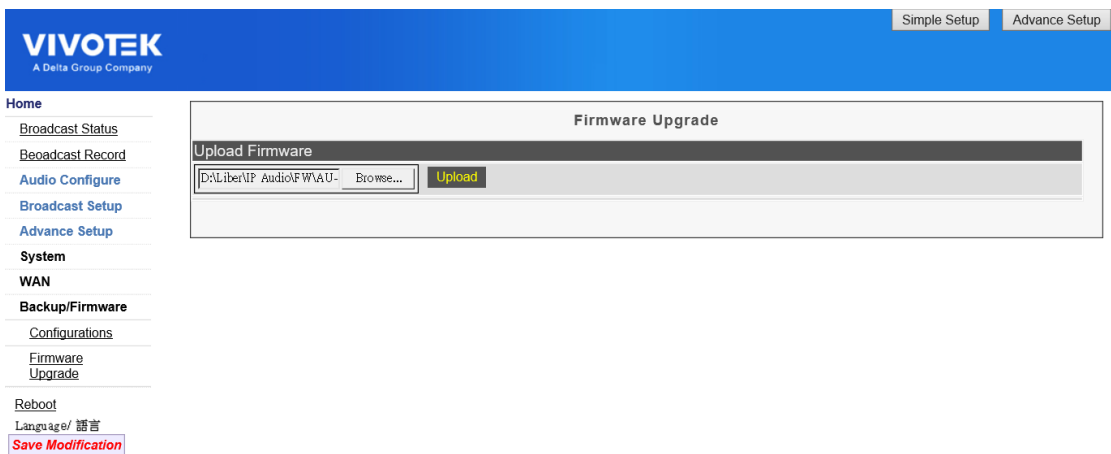 Simple Setup Advance Setup
VIVOTEK
A Delta Group Company
Home
Broadcast Status
Beoadcast Record
Audio Configure
Broadcast Setup
Advance Setup
System
WAN
Backup/Firmware
Configurations
Firmware
Upgrade
Reboot
Language/ 語言
Save Modification
Firmware Upgrade
Upload Firmware
D:\Liber\IP Audio\FW\AU- Browse... Upload